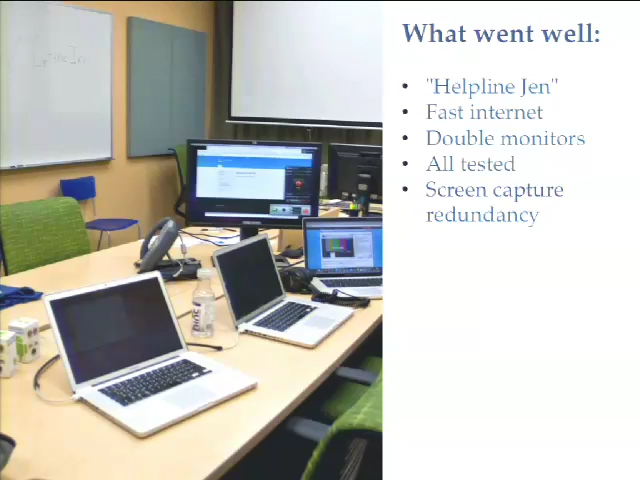 What went well:
• "Helpline Jen"
• Fast internet
• Double monitors
• All tested
• Screen capture
redundancy